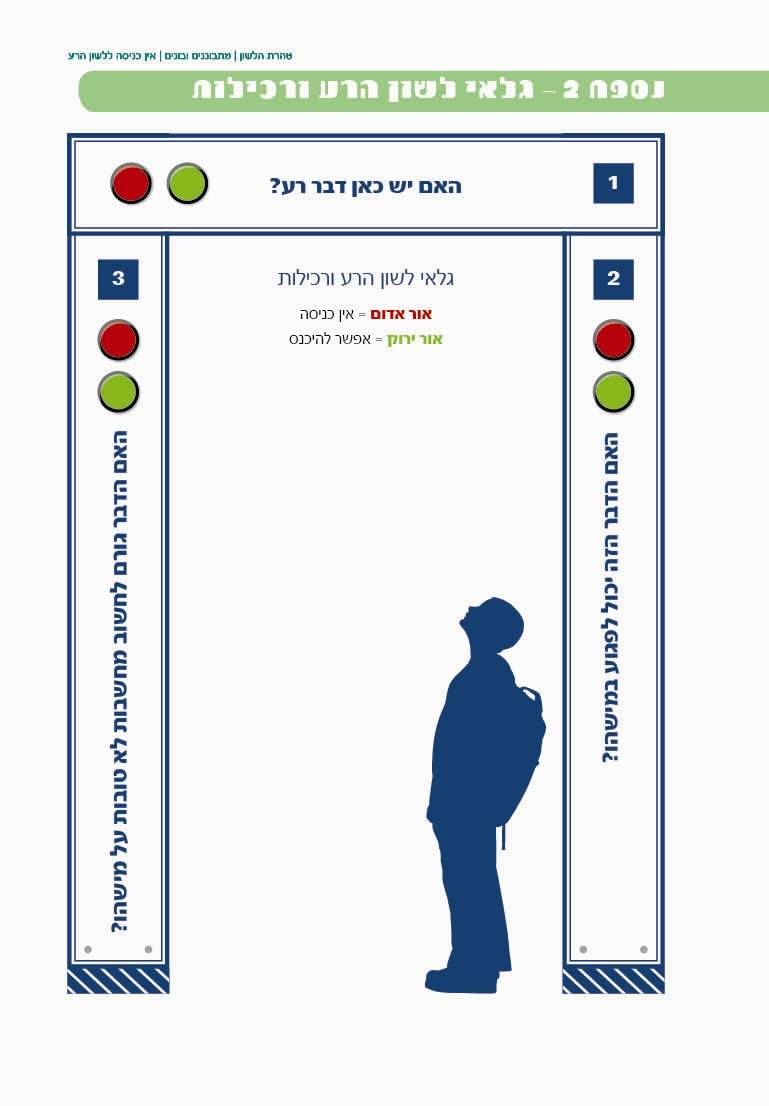 טהרת הלשון | מתבוננים ובונים | אין כניסה ללשון הרע
נספח 2 – גלאי לשון הרע ורכילות
1
האם יש כאן דבר רע?
2
האם הדבר הזה יכול לפגוע במישהו?
גלאי לשון הרע ורכילות
אור אדום = אין כניסה
אור ירוק = אפשר להיכנס
3
האם הדבר גורם לחשוב מחשבות לא טובות על מישהו?